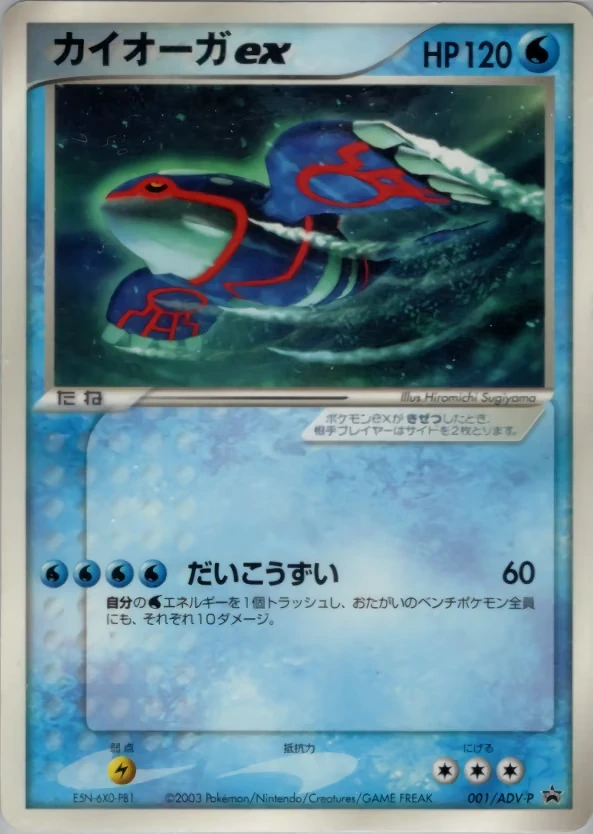 カイオーガex HP120
たね Illus. Hiromichi Sugiyama
ポケモンexが きぜつしたとき、
相手プレイヤーはサイドを2枚とります。
だいこうずい 60
自分のエネルギーを1個トラッシュし、おたがいのベンチポケモン全員
にも、それぞれ10ダメージ。
弱点 抵抗力 にげる
E5N-6X0-PB1 ©2003 Pokémon/Nintendo/Creatures/GAME FREAK 001/ADV-P